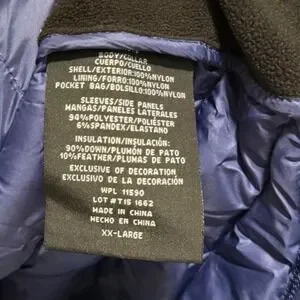 BODY/COLLAR
CUERPO/CUELLO
SHELL/EXTERIOR:100%NYLON
LINING/FORRO:100%NYLON
POCKET BAG/BOLSILLO:100%NYLON
SLEEVES/SIDE PANELS
MANGAS/PANELES LATERALES
94%POLYESTER/POLIÉSTER
6%SPANDEX/ELASTANO
INSULATION/INSULACIÓN:
90%DOWN/PLUMÓN DE PATO
10%FEATHER/PLUMAS DE PATO
EXCLUSIVE OF DECORATION
EXCLUSIVO DE LA DECORACIÓN
WPL 11590
LOT #T15 1662
MADE IN CHINA
HECHO EN CHINA
XX-LARGE